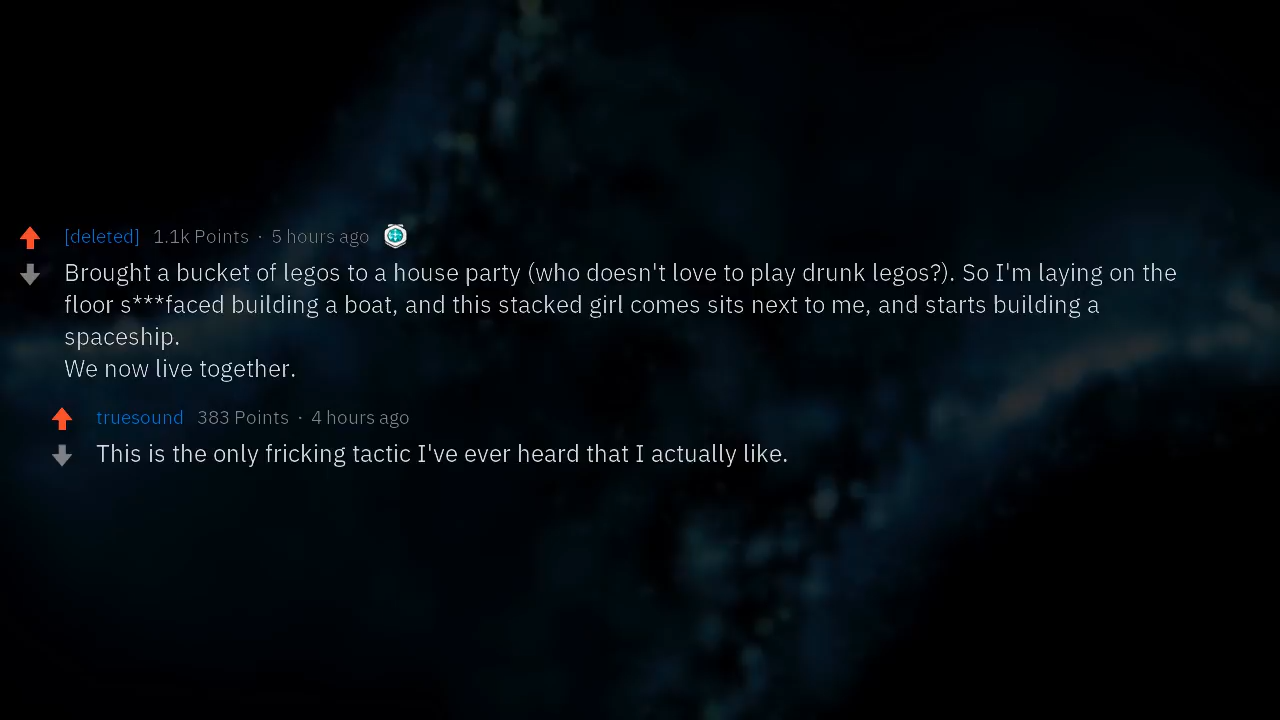 [deleted] 1.1k Points · 5 hours ago
Brought a bucket of legos to a house party (who doesn't love to play drunk legos?). So I'm laying on the
floor s***faced building a boat, and this stacked girl comes sits next to me, and starts building a
spaceship.
We now live together.
truesound 383 Points · 4 hours ago
This is the only fricking tactic I've ever heard that I actually like.